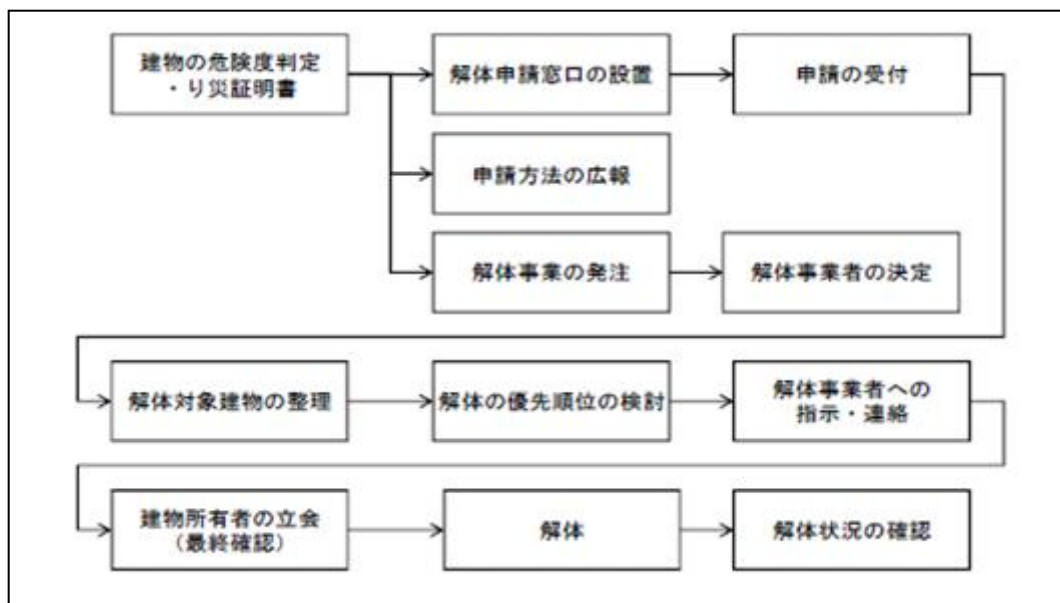 建物の危険度判定
・り災証明書
解体申請窓口の設置
申請の受付
申請方法の広報
解体事業の発注
解体事業者の決定
解体対象建物の整理
解体の優先順位の検討
解体事業者への
指示・連絡
建物所有者の立会
（最終確認）
解体
解体状況の確認